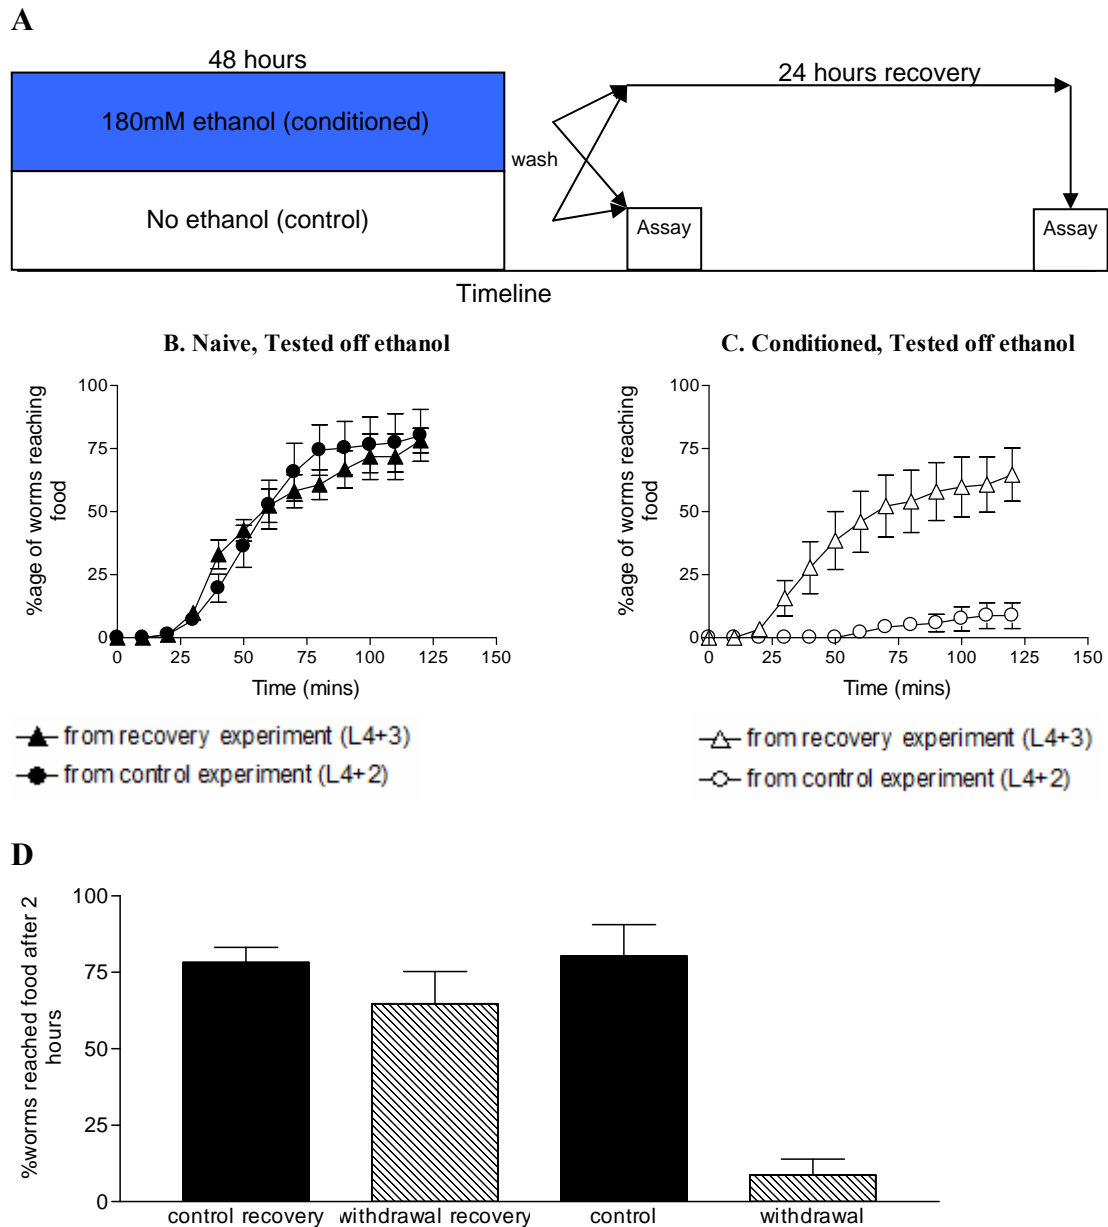 A
48 hours
180mM ethanol (conditioned)
No ethanol (control)
wash
24 hours recovery
Assay
Assay
Timeline
B. Naive, Tested off ethanol
%age of worms reaching
food
100
75
50
25
0
0 25 50 75 100 125 150
Time (mins)
from recovery experiment (L4+3)
from control experiment (L4+2)
C. Conditioned, Tested off ethanol
%age of worms reaching
food
100
75
50
25
0
0 25 50 75 100 125 150
Time (mins)
from recovery experiment (L4+3)
from control experiment (L4+2)
D
%worms reached food after 2
hours
100
75
50
25
0
control recovery withdrawal recovery control withdrawal